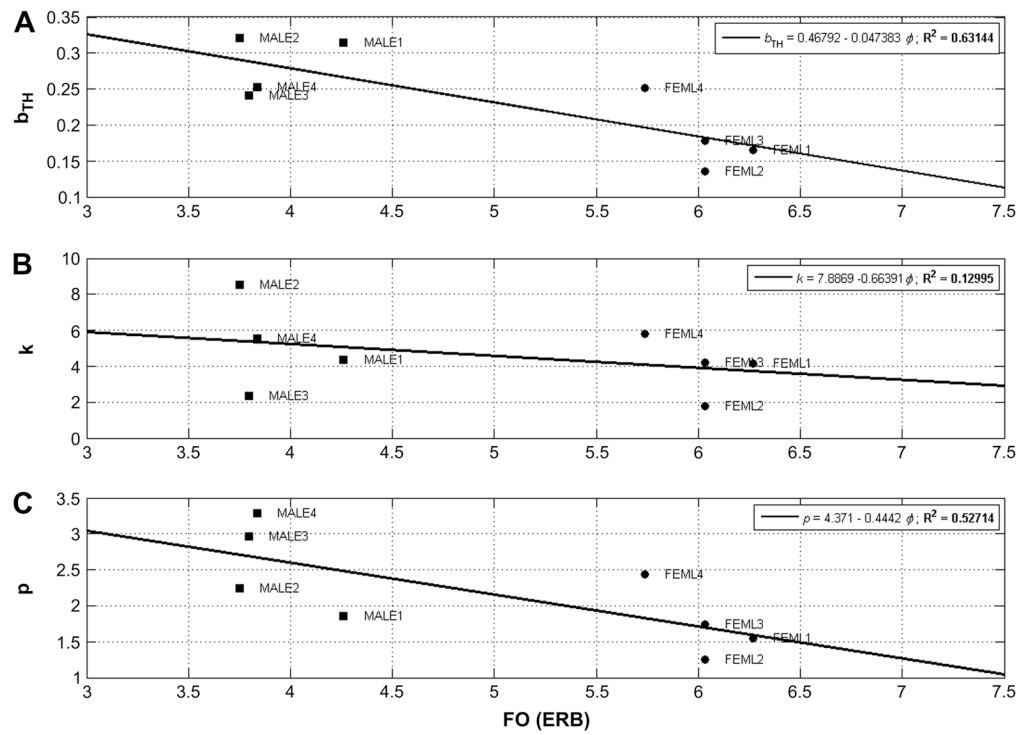 A
0.35
0.3
0.25
0.2
0.15
0.1
b_TH
MALE2
MALE1
MALE4
MALE3
FEML4
FEML3
FEML1
FEML2
b_TH = 0.46792 - 0.047383 ϕ ; R² = 0.63144
3 3.5 4 4.5 5 5.5 6 6.5 7 7.5
B
10
8
6
4
2
0
k
MALE2
MALE4
MALE1
MALE3
FEML4
FEML3
FEML1
FEML2
k = 7.8869 -0.66391 ϕ ; R² = 0.12995
3 3.5 4 4.5 5 5.5 6 6.5 7 7.5
C
3.5
3
2.5
2
1.5
1
p
MALE4
MALE3
MALE2
MALE1
FEML4
FEML3
FEML1
FEML2
p = 4.371 - 0.4442 ϕ ; R² = 0.52714
3 3.5 4 4.5 5 5.5 6 6.5 7 7.5
FO (ERB)